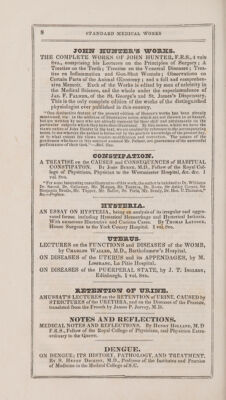 8 STANDARD MEDICAL WORKS
JOHN HUNTER'S WORKS.
THE COMPLETE WORKS OF JOHN HUNTER, F.R.S., 4 vols
8vo., comprising his Lectures on the Principles of Surgery; A
Treatise on the Teeth; Treatise on the Venereal Diseases; Trea-
tise on Inflammation and Gun-Shot Wounds; Observations on
Certain Parts of the Animal Œconomy; and a full and comprehen-
sive Memoir. Each of the Works is edited by men of celebrity in
the Medical Science, and the whole under the superintendence of
Jas. F. Palmer, of the St. George's and St. James's Dispensary.
This is the only complete edition of the works of the distinguished
physiologist ever published in this country.
CONSTIPATION.
A TREATISE on the CAUSES and CONSEQUENCES of HABITUAL
CONSTIPATION. By John Burne, M.D., Fellow of the Royal Col-
lege of Physicians, Physician to the Westminster Hospital, &c. &c. 1
vol. 8vo.
HYSTERIA.
AN ESSAY ON HYSTERIA, being an analysis of its irregular and aggra-
vated forms; including Hysterical Hemorrhage and Hysterical Ischuria.
With numerous Illustrative and Curious Cases. By Thomas Laycock,
House Surgeon to the York County Hospital. 1 vol. 8vo.
UTERUS.
LECTURES on the FUNCTIONS and DISEASES of the WOMB,
by Charles Waller, M.D., Bartholomew's Hospital.
ON DISEASES of the UTERUS and its APPENDAGES, by M.
Lisfranc, La Pitie Hospital.
ON DISEASES of the PUERPERAL STATE, by J. T. Ingleby,
Edinburgh. 1 vol. 8vo.
RETENTION OF URINE.
AMUSSAT'S LECTURES on the RETENTION of URINE, CAUSED by
STRICTURES of the URETHRA, and on the Diseases of the Prostate,
translated from the French by James P. Jervey, M.D.
NOTES AND REFLECTIONS.
MEDICAL NOTES AND REFLECTIONS. By Henry Holland, M.D
F.R.S., Fellow of the Royal College of Physicians, and Physician Extra-
ordinary to the Queen.
DENGUE.
ON DENGUE; ITS HISTORY, PATHOLOGY, AND TREATMENT.
By S. Henry Dickson, M.D., Professor of the Institutes and Practice
of Medicine in the Medical College of S.C.